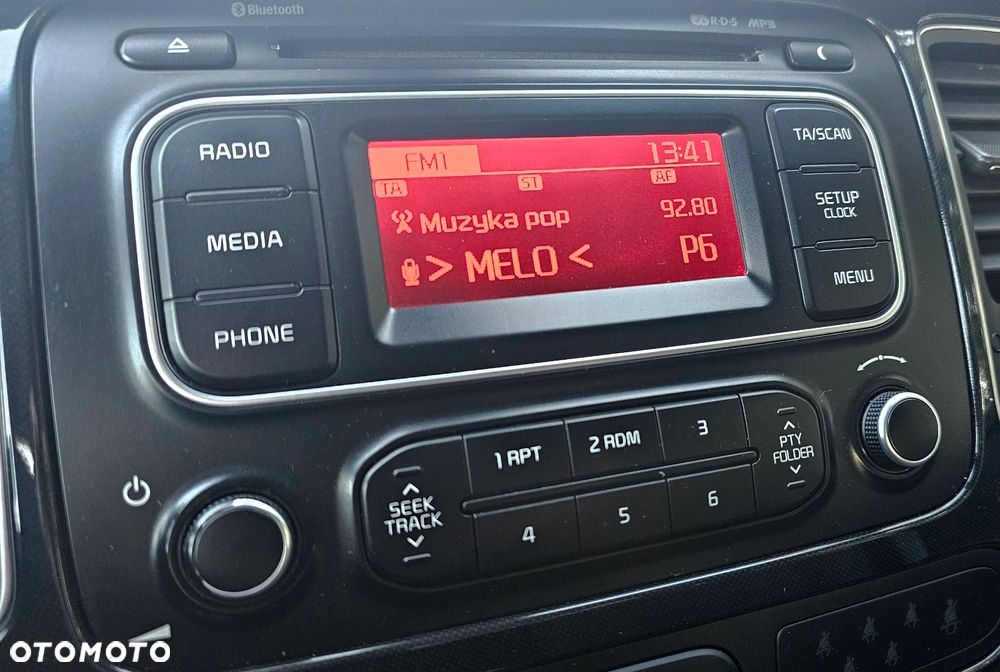 Bluetooth
R·D·S MP3
RADIO
MEDIA
PHONE
FM1 13:41
TA ST AF
Muzyka pop 92.80
> MELO < P6
TA/SCAN
SETUP
CLOCK
MENU
SEEK
TRACK
1 RPT
2 RDM
3
4
5
6
PTY
FOLDER
OTOMOTO